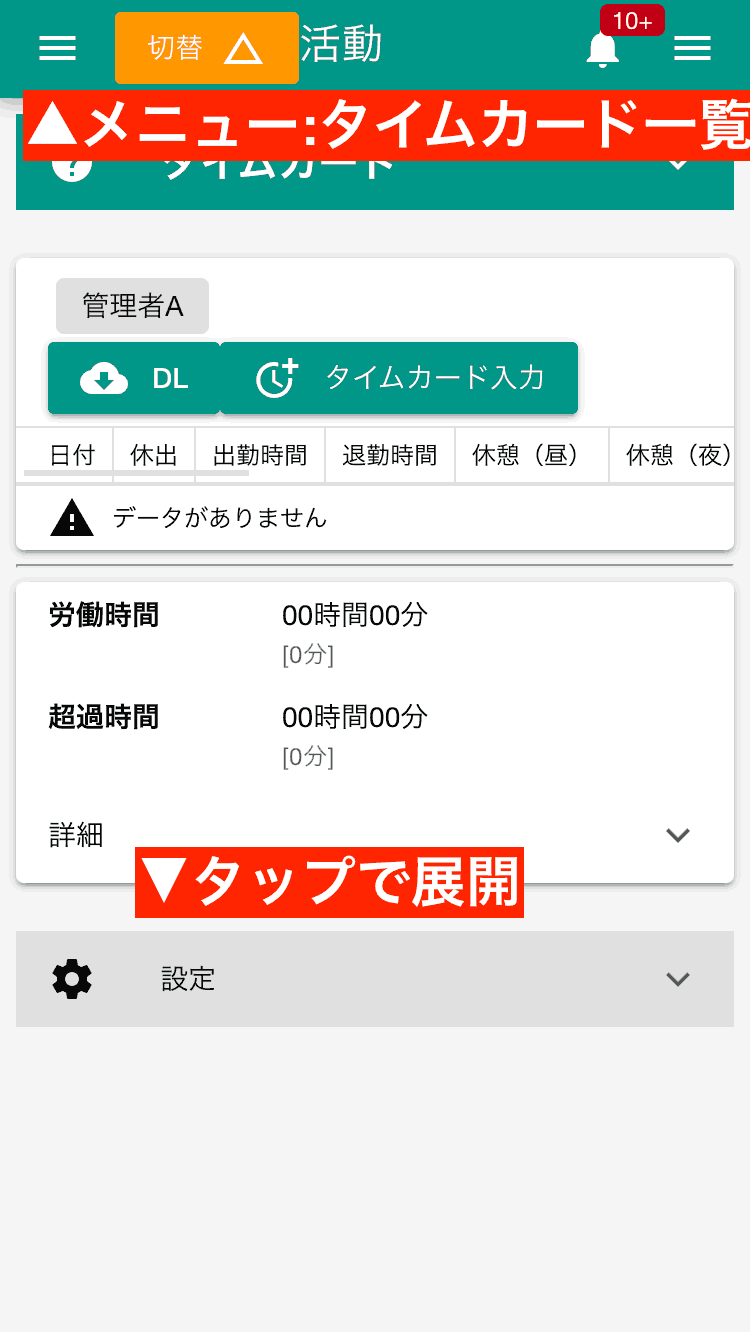 10+
切替 活動
▲メニュー:タイムカード一覧
タイムカード
管理者A
DL タイムカード入力
日付 休出 出勤時間 退勤時間 休憩（昼） 休憩（夜）
データがありません
労働時間 00時間00分
[0分]
超過時間 00時間00分
[0分]
詳細
▼タップで展開
設定